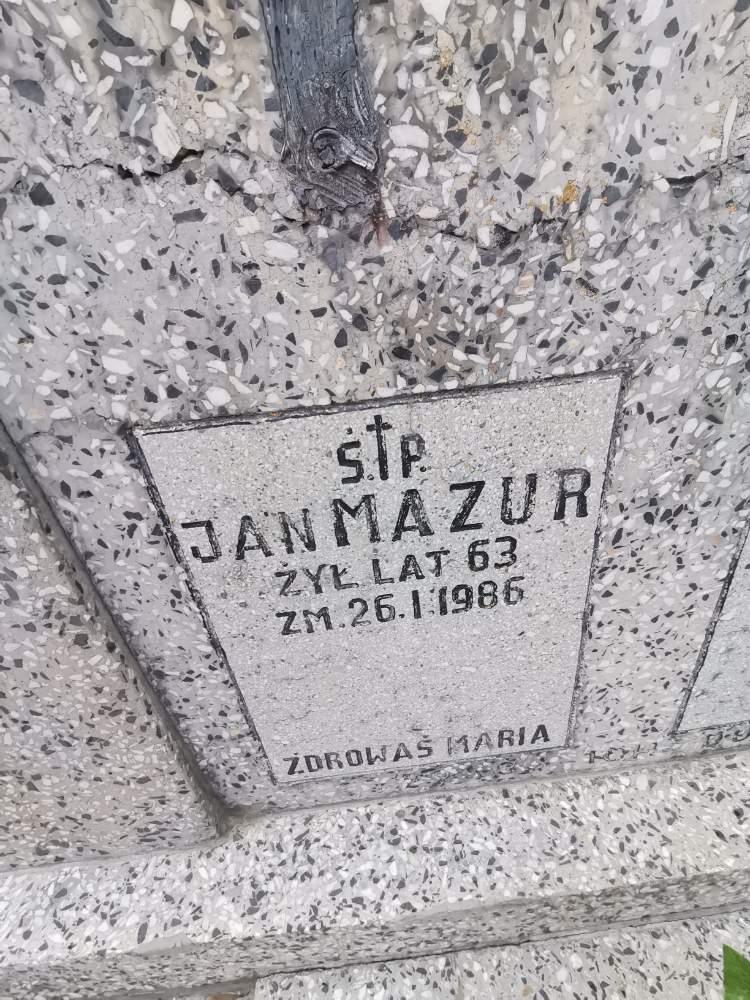 Ś.†P.
JAN MAZUR
ŻYŁ LAT 63
ZM. 26.I.1986
ZDROWAŚ MARIA